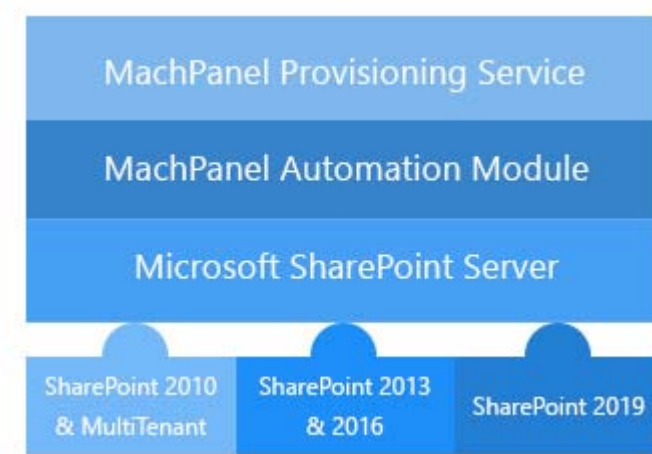 MachPanel Provisioning Service
MachPanel Automation Module
Microsoft SharePoint Server
SharePoint 2010
& MultiTenant
SharePoint 2013
& 2016
SharePoint 2019